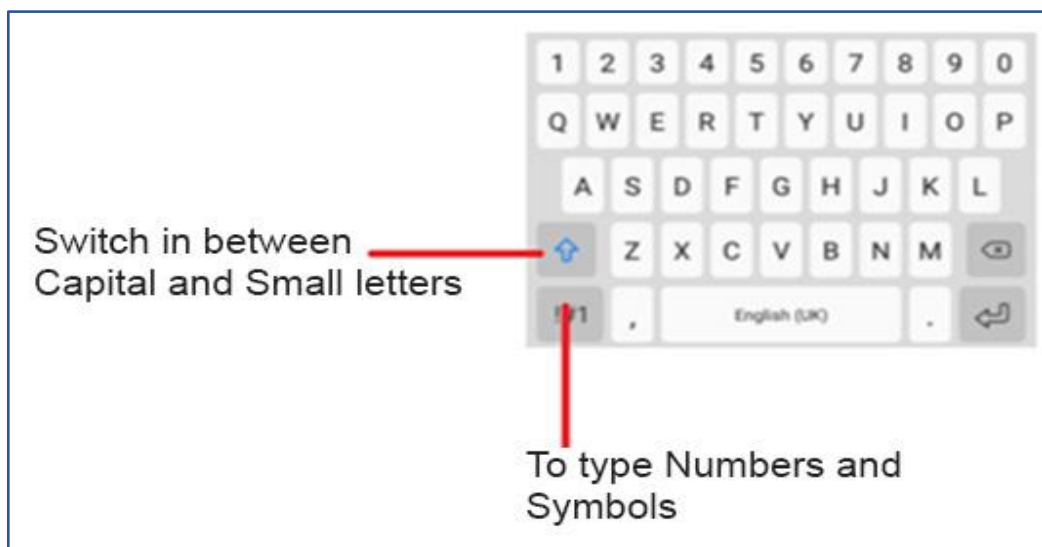 1 2 3 4 5 6 7 8 9 0
Q W E R T Y U I O P
A S D F G H J K L
Switch in between
Capital and Small letters
Z X C V B N M
, English (UK) .
To type Numbers and
Symbols